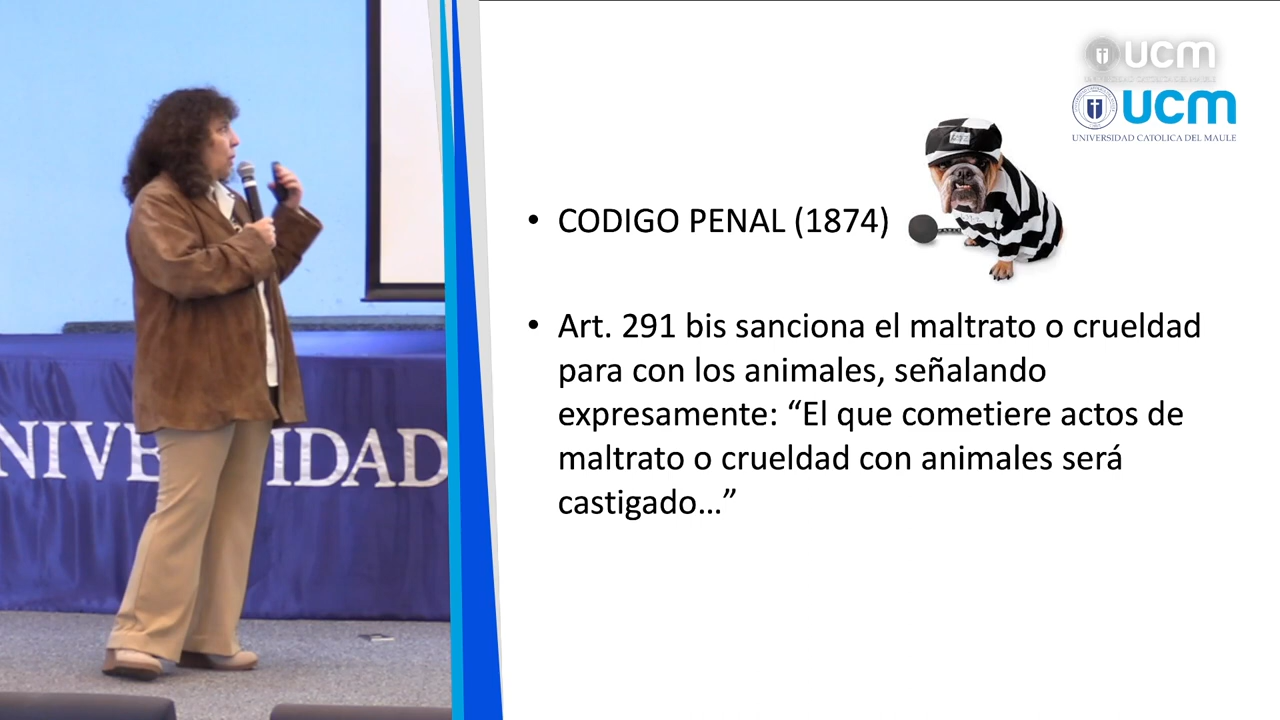 ucm
ucm
UNIVERSIDAD CATOLICA DEL MAULE
• CODIGO PENAL (1874)
• Art. 291 bis sanciona el maltrato o crueldad
para con los animales, señalando
expresamente: “El que cometiere actos de
maltrato o crueldad con animales será
castigado…”
NIVE IDAD